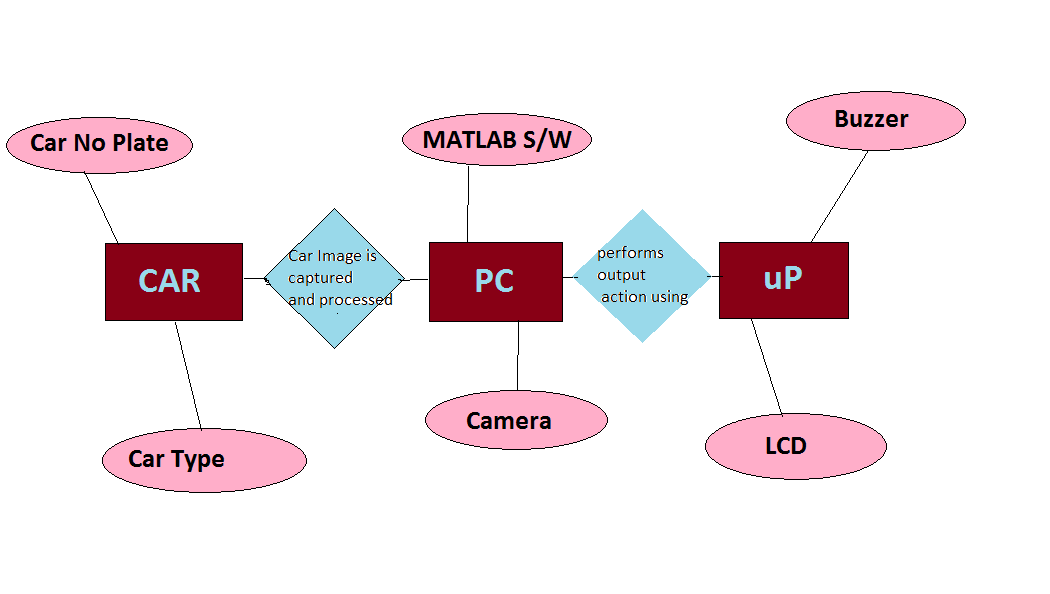 Car No Plate
MATLAB S/W
Buzzer
CAR
Car Image is
captured
and processed
PC
performs
output
action using
uP
Car Type
Camera
LCD